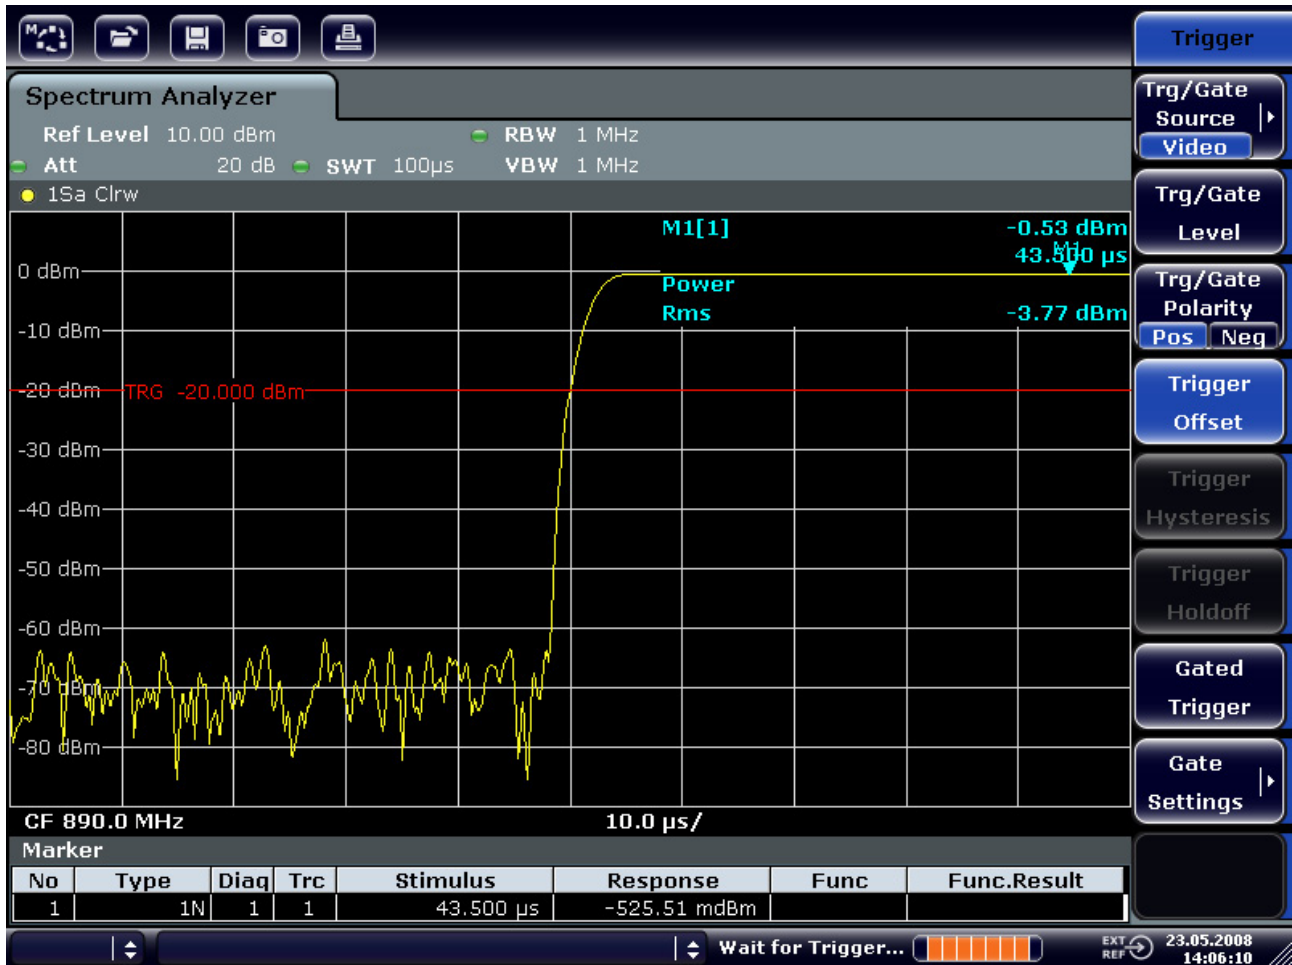 M
Trigger
Spectrum Analyzer
Ref Level 10.00 dBm
RBW 1 MHz
Att 20 dB
SWT 100µs
VBW 1 MHz
1Sa Clrw
M1[1] -0.53 dBm
43.500 µs
M1
Power
Rms -3.77 dBm
0 dBm
-10 dBm
-20 dBm
TRG -20.000 dBm
-30 dBm
-40 dBm
-50 dBm
-60 dBm
-70 dBm
-80 dBm
CF 890.0 MHz
10.0 µs/
Marker
No Type Diaq Trc Stimulus Response Func Func.Result
1 1N 1 1 43.500 µs -525.51 mdBm
Wait for Trigger...
EXT
REF
23.05.2008
14:06:10
Trg/Gate
Source
Video
Trg/Gate
Level
Trg/Gate
Polarity
Pos Neg
Trigger
Offset
Trigger
Hysteresis
Trigger
Holdoff
Gated
Trigger
Gate
Settings